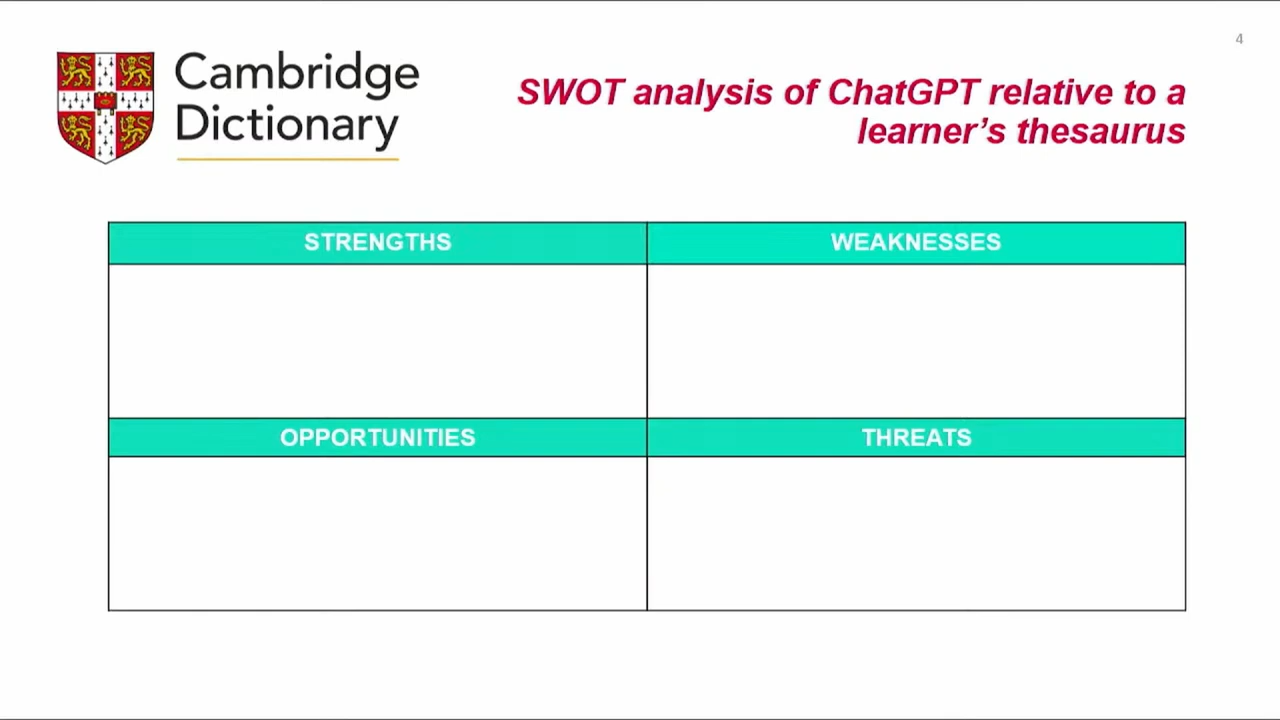 4
Cambridge
Dictionary
SWOT analysis of ChatGPT relative to a
learner's thesaurus
STRENGTHS
WEAKNESSES
OPPORTUNITIES
THREATS